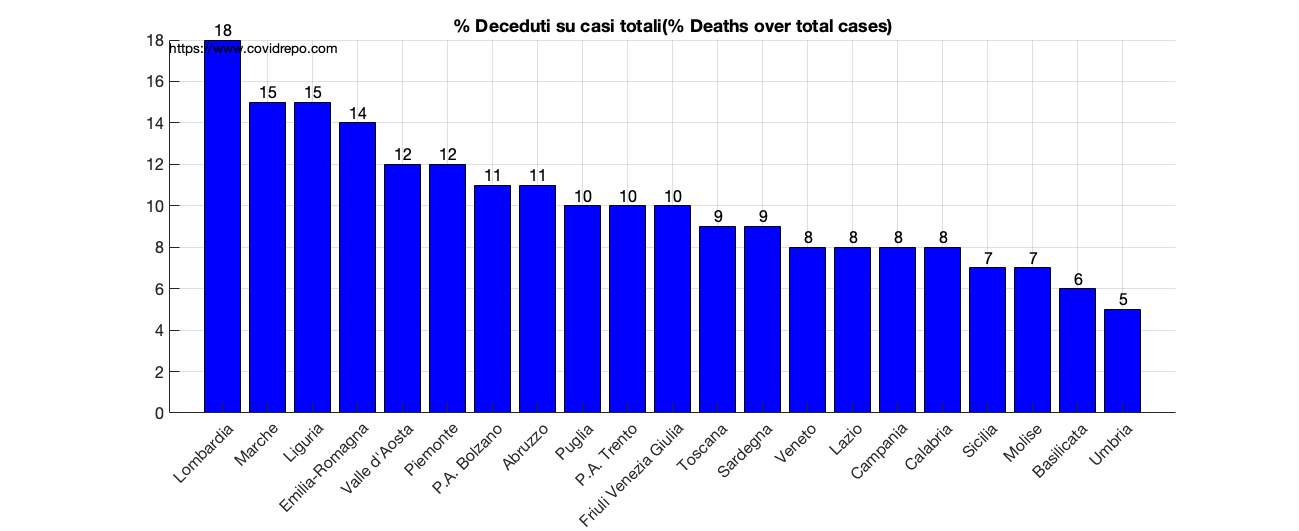 % Deceduti su casi totali(% Deaths over total cases)
https://www.covidrepo.com
18
16
14
12
10
8
6
4
2
0
18
15
15
14
12
12
11
11
10
10
10
9
9
8
8
8
8
7
7
6
5
Lombardia
Marche
Liguria
Emilia-Romagna
Valle d'Aosta
Piemonte
P.A. Bolzano
Abruzzo
Puglia
P.A. Trento
Friuli Venezia Giulia
Toscana
Sardegna
Veneto
Lazio
Campania
Calabria
Sicilia
Molise
Basilicata
Umbria